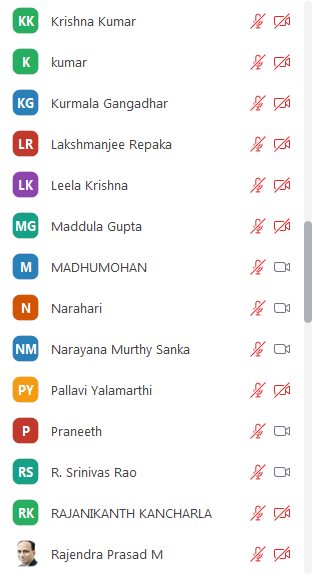 KK Krishna Kumar
K kumar
KG Kurmala Gangadhar
LR Lakshmanjee Repaka
LK Leela Krishna
MG Maddula Gupta
M MADHUMOHAN
N Narahari
NM Narayana Murthy Sanka
PY Pallavi Yalamarthi
P Praneeth
RS R. Srinivas Rao
RK RAJANIKANTH KANCHARLA
Rajendra Prasad M